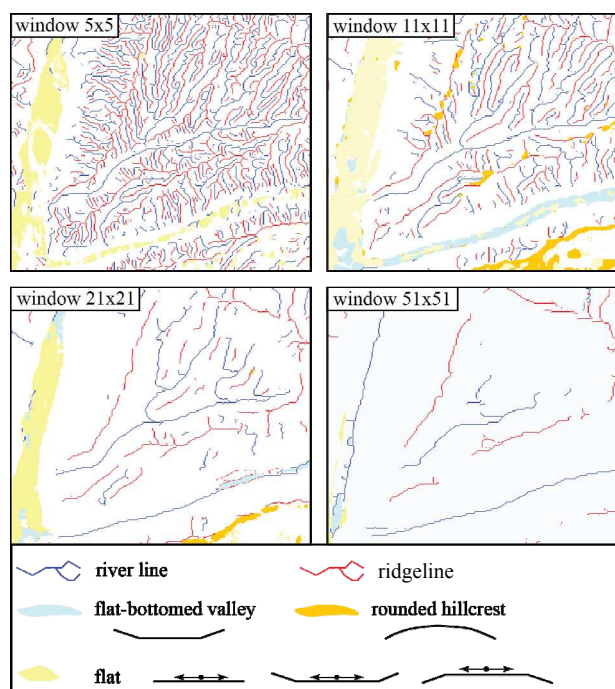 window 5x5
window 11x11
window 21x21
window 51x51
river line
ridgeline
flat-bottomed valley
rounded hillcrest
flat